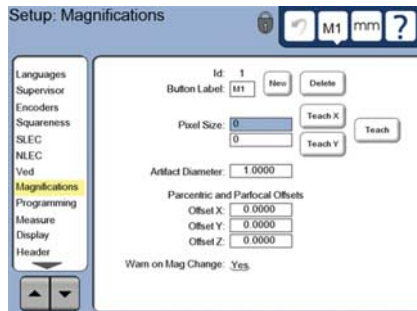 Setup: Magnifications
M1 mm ?
Languages
Supervisor
Encoders
Squareness
SLEC
NLEC
Ved
Magnifications
Programming
Measure
Display
Header
Id: 1
Button Label: M1 New Delete
Pixel Size: 0 Teach X
0 Teach Y
Teach
Artifact Diameter: 1.0000
Parcentric and Parfocal Offsets
Offset X: 0.0000
Offset Y: 0.0000
Offset Z: 0.0000
Warn on Mag Change: Yes